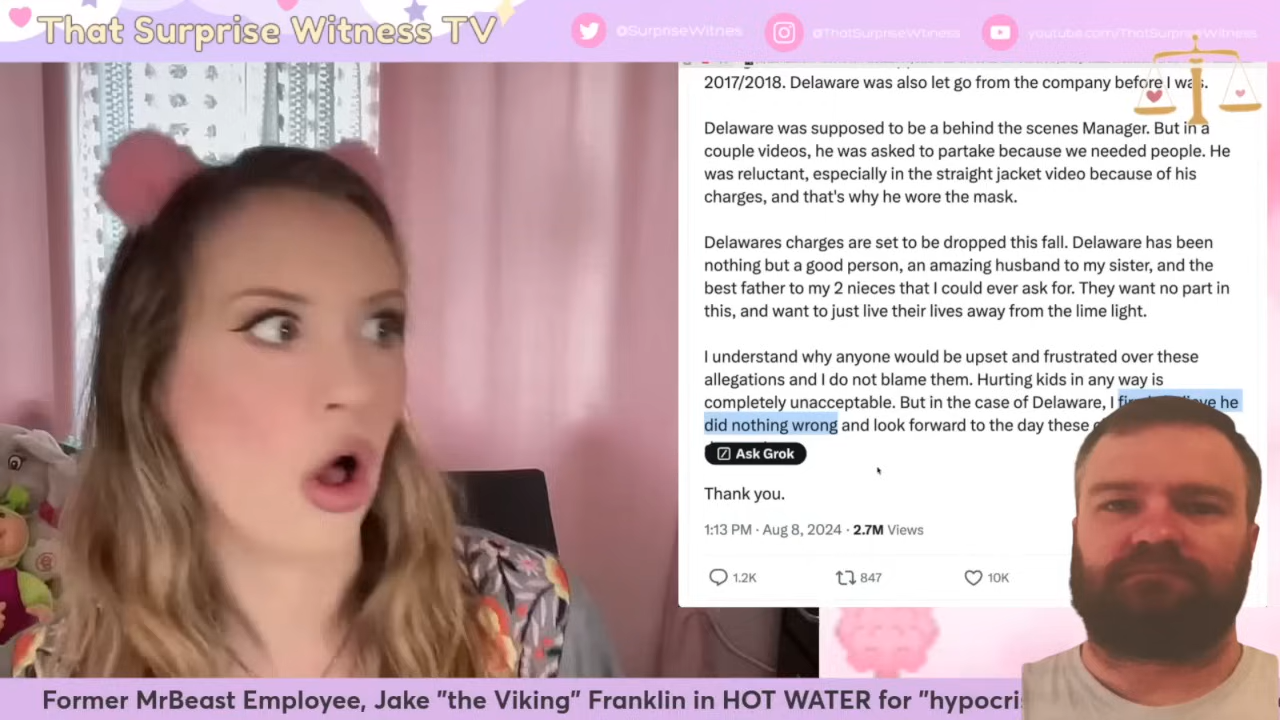 That Surprise Witness TV
@SurpriseWitnes
@ThatSurpriseWitness
youtube.com/ThatSurpriseWitness
2017/2018. Delaware was also let go from the company before I was.
Delaware was supposed to be a behind the scenes Manager. But in a
couple videos, he was asked to partake because we needed people. He
was reluctant, especially in the straight jacket video because of his
charges, and that's why he wore the mask.
Delawares charges are set to be dropped this fall. Delaware has been
nothing but a good person, an amazing husband to my sister, and the
best father to my 2 nieces that I could ever ask for. They want no part in
this, and want to just live their lives away from the lime light.
I understand why anyone would be upset and frustrated over these
allegations and I do not blame them. Hurting kids in any way is
completely unacceptable. But in the case of Delaware, I he
did nothing wrong and look forward to the day these
Ask Grok
Thank you.
1:13 PM · Aug 8, 2024 · 2.7M Views
1.2K
847
10K
Former MrBeast Employee, Jake "the Viking" Franklin in HOT WATER for "hypocri